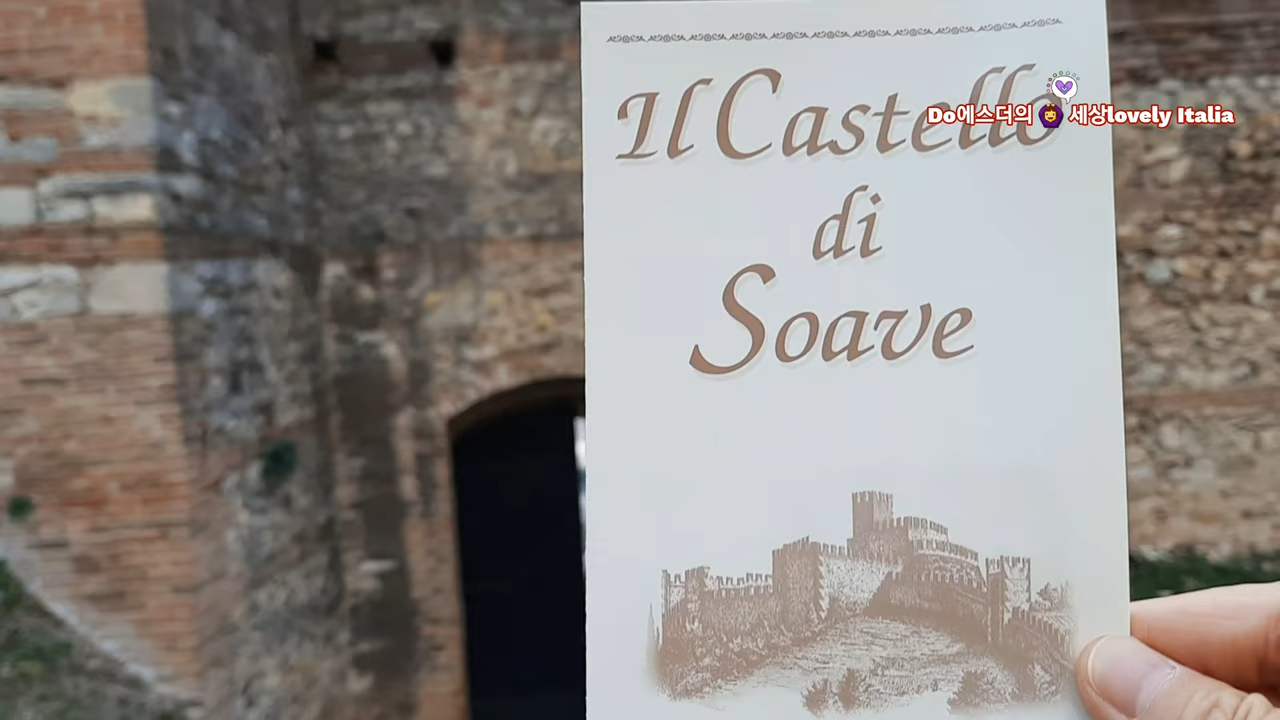 Il Castello
di
Soave
Do에스더의 🙆‍♀️ 세상lovely Italia